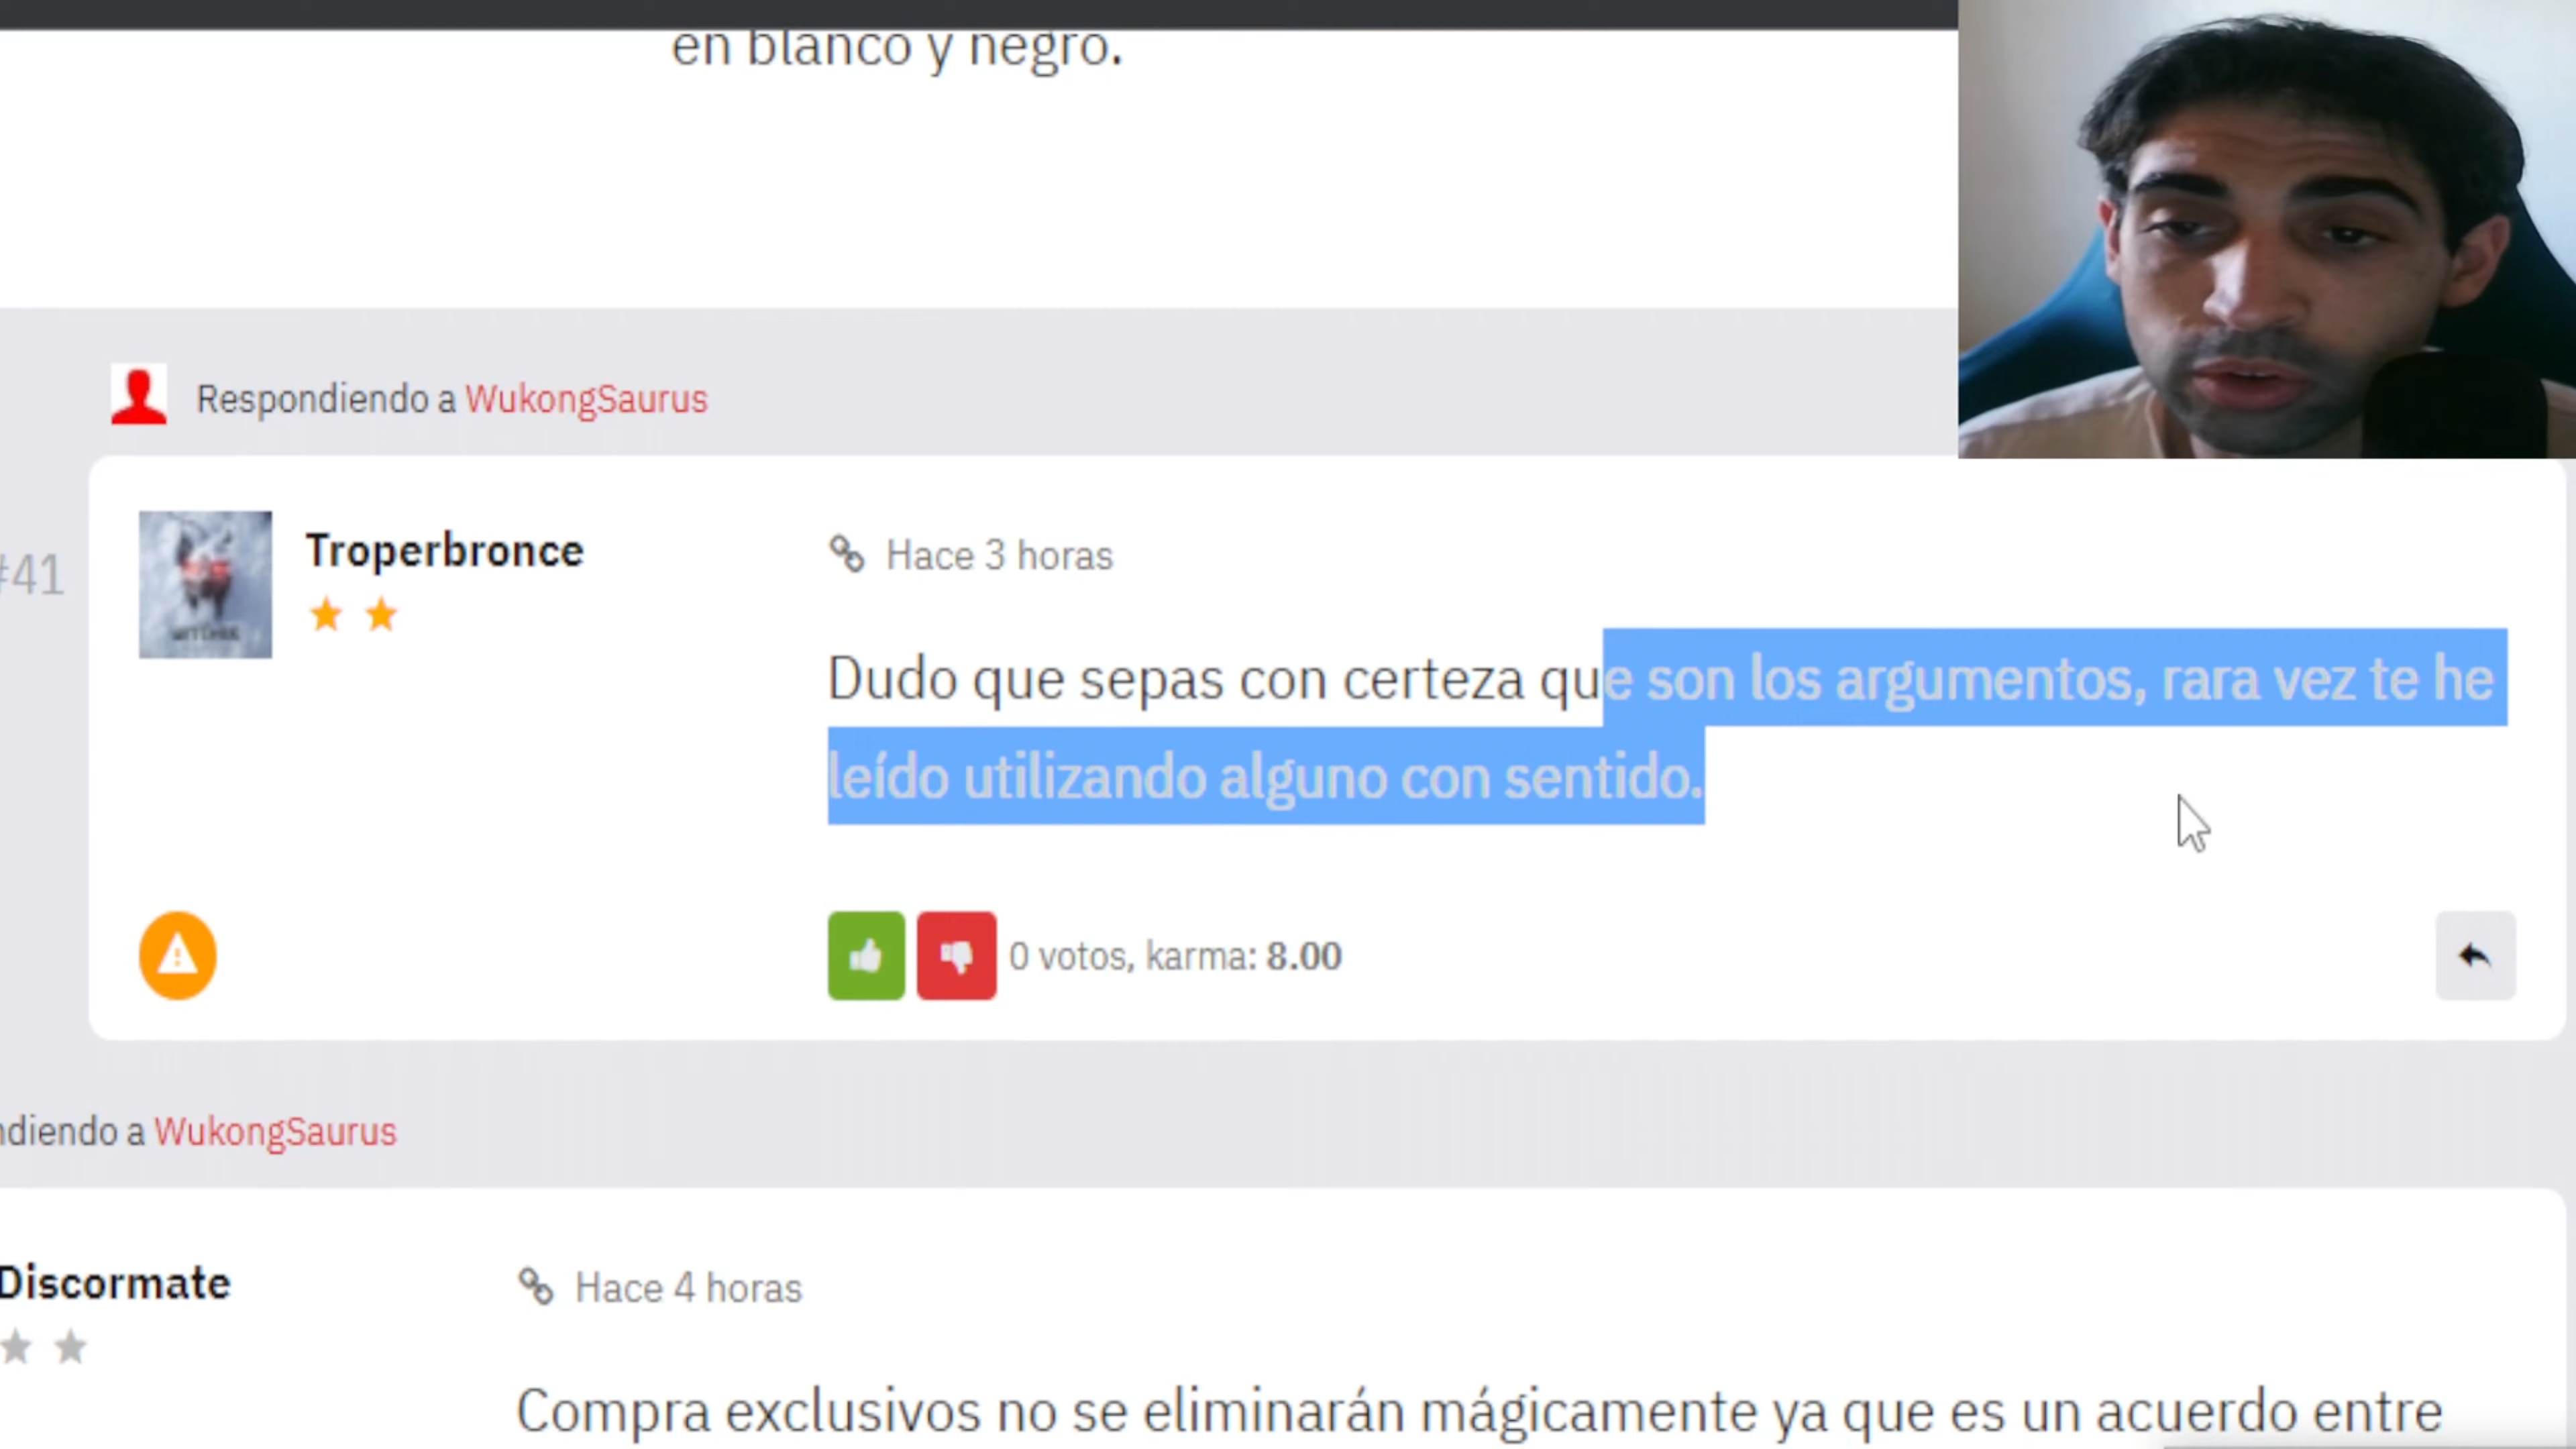 en blanco y negro.
Respondiendo a WukongSaurus
#41
Troperbronce
Hace 3 horas
Dudo que sepas con certeza que son los argumentos, rara vez te he
leído utilizando alguno con sentido.
0 votos, karma: 8.00
ndiendo a WukongSaurus
Discormate
Hace 4 horas
Compra exclusivos no se eliminarán mágicamente ya que es un acuerdo entre